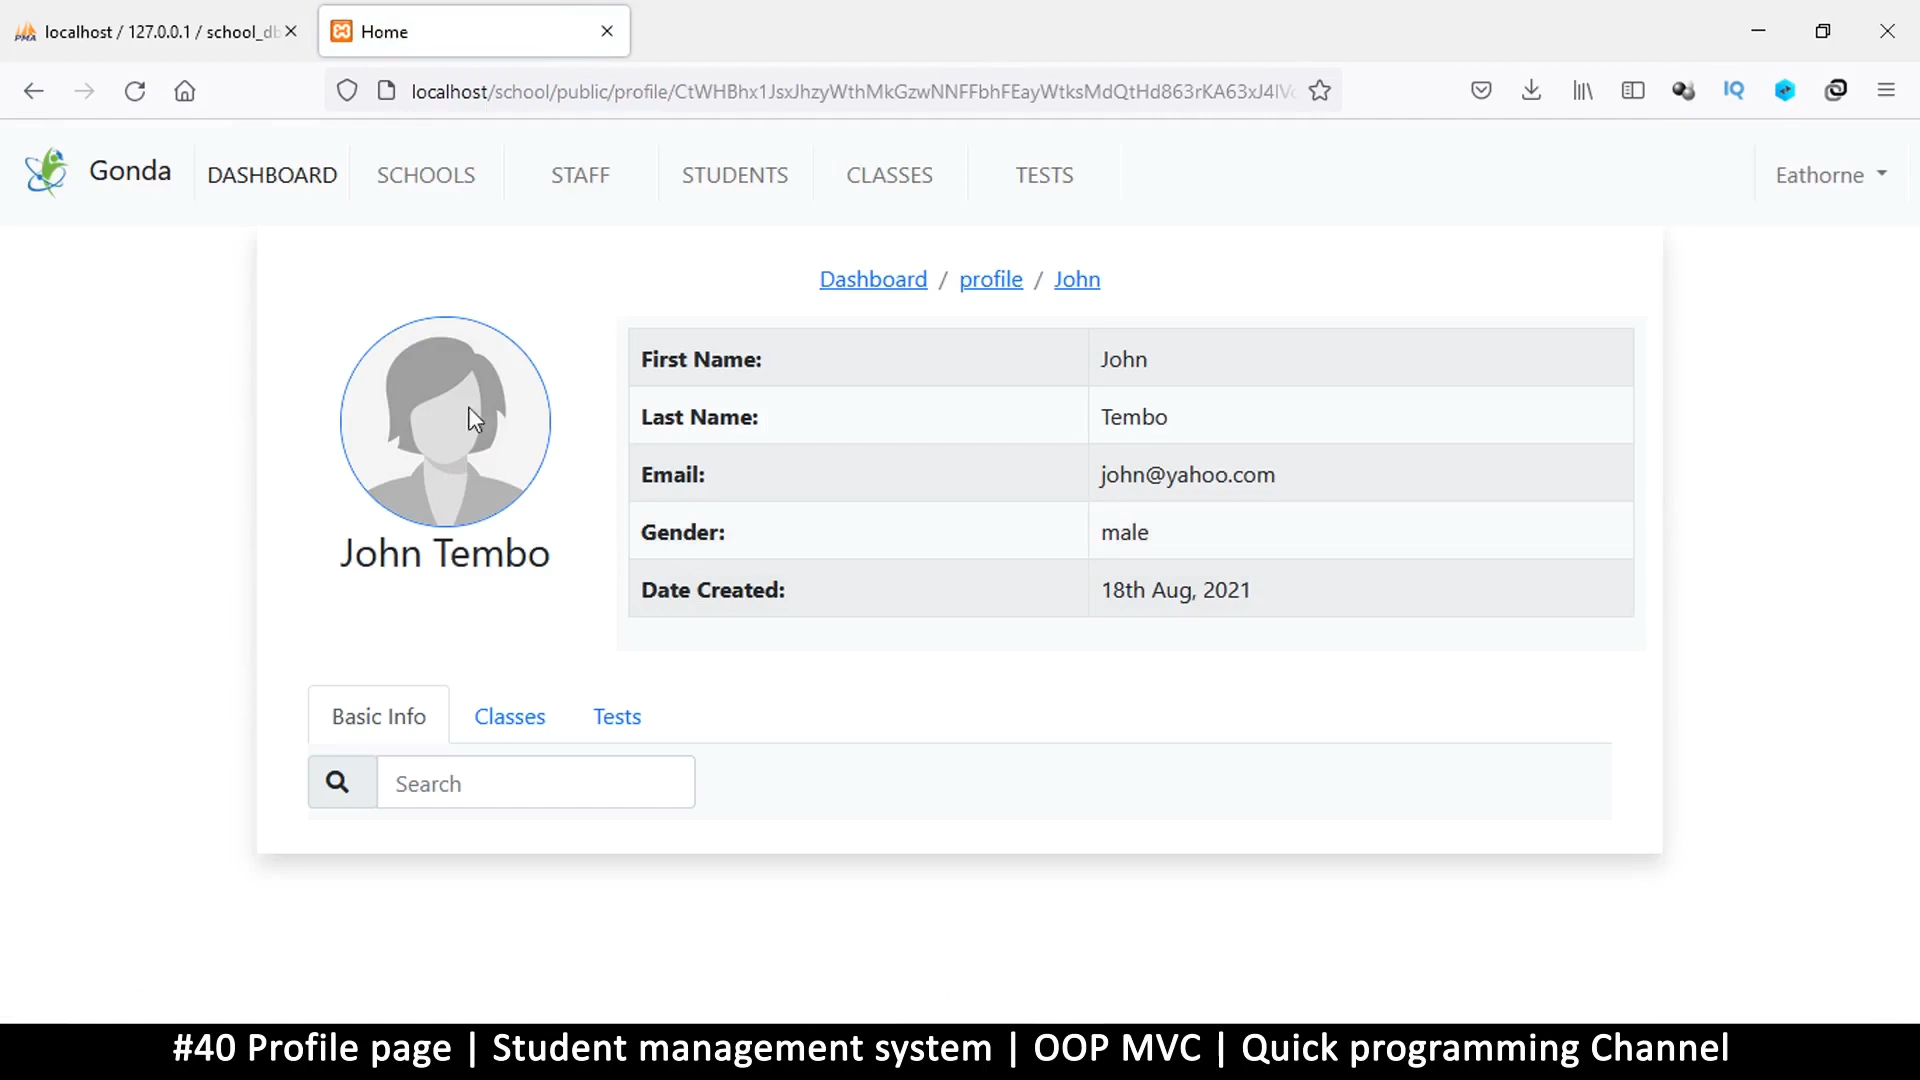 localhost / 127.0.0.1 / school_db
Home
localhost/school/public/profile/CtWHBhx1JsxJhzyWthMkGzwNNFFbhFEayWtksMdQtHd863rKA63xJ4lV
IQ
Gonda
DASHBOARD
SCHOOLS
STAFF
STUDENTS
CLASSES
TESTS
Eathorne
Dashboard / profile / John
First Name: John
Last Name: Tembo
Email: john@yahoo.com
Gender: male
Date Created: 18th Aug, 2021
John Tembo
Basic Info
Classes
Tests
Search
#40 Profile page | Student management system | OOP MVC | Quick programming Channel